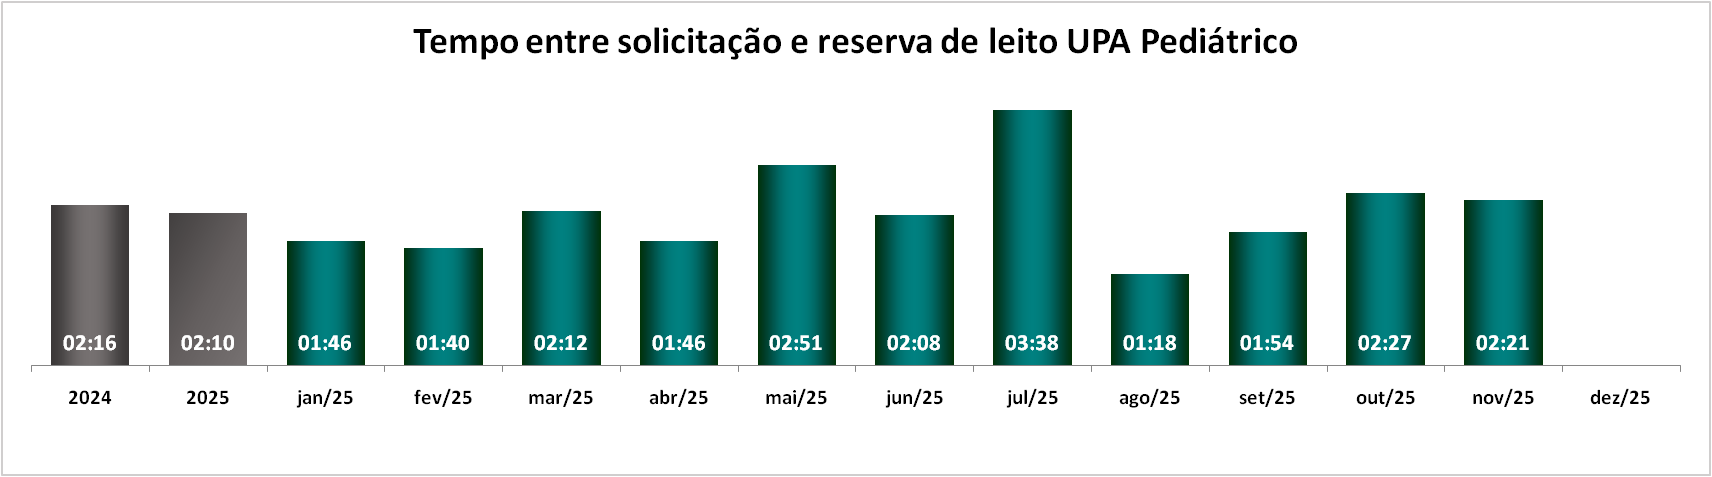 Tempo entre solicitação e reserva de leito UPA Pediátrico
02:16 02:10 01:46 01:40 02:12 01:46 02:51 02:08 03:38 01:18 01:54 02:27 02:21
2024 2025 jan/25 fev/25 mar/25 abr/25 mai/25 jun/25 jul/25 ago/25 set/25 out/25 nov/25 dez/25